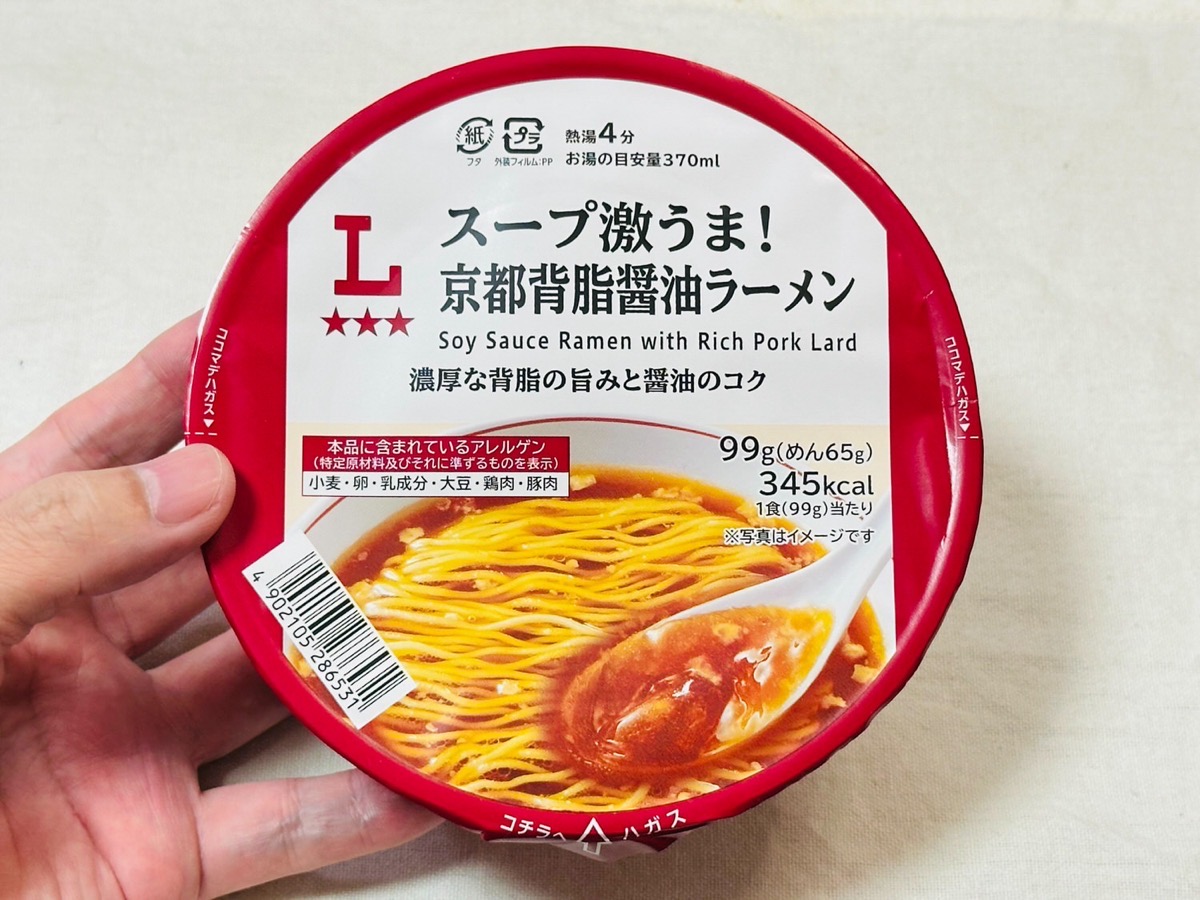 紙
プラ
フタ
外装フィルム:PP
熱湯4分
お湯の目安量370ml
L
スープ激うま!
京都背脂醤油ラーメン
Soy Sauce Ramen with Rich Pork Lard
濃厚な背脂の旨みと醤油のコク
ココマデハガス
ココマデハガス
本品に含まれているアレルゲン
(特定原材料及びそれに準ずるものを表示)
小麦・卵・乳成分・大豆・鶏肉・豚肉
99g(めん65g)
345kcal
1食(99g)当たり
※写真はイメージです
4 902105 286531
コチラヘ ハガス